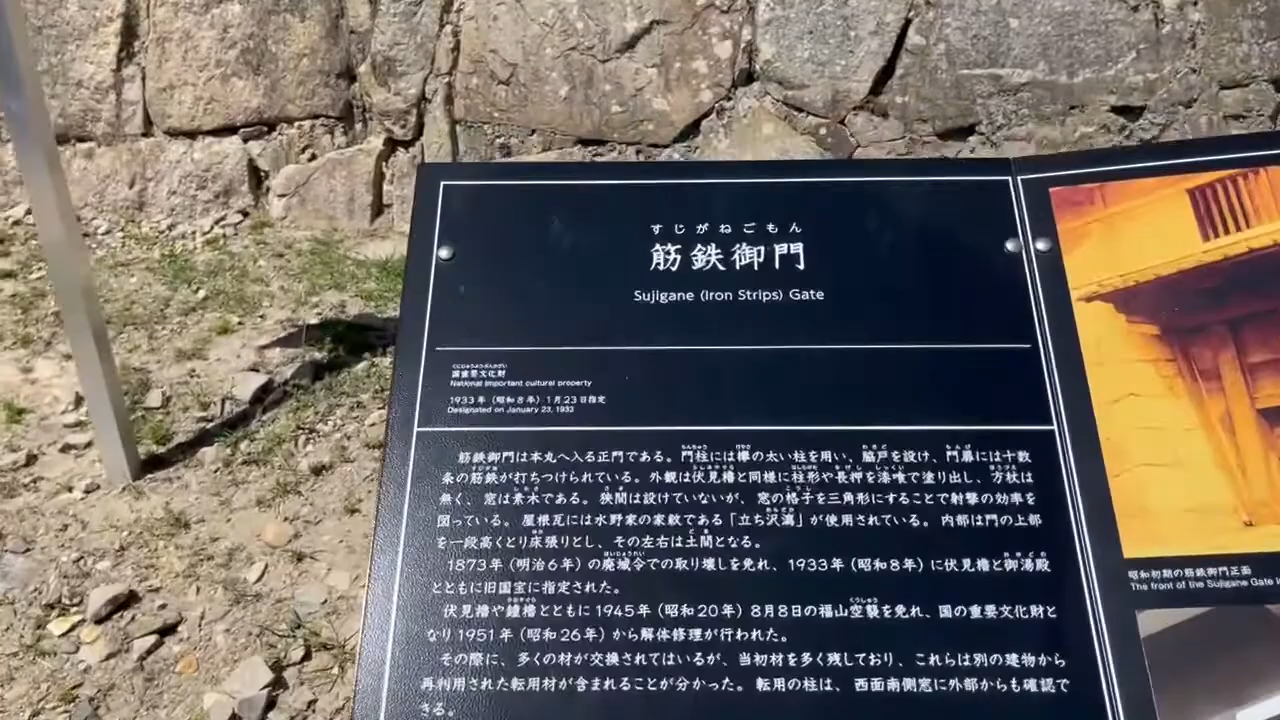 すじがねごもん
筋鉄御門
Sujigane (Iron Strips) Gate
くにじゅうようぶんかざい
国重要文化財
National important cultural property
1933年（昭和8年）1月23日指定
Designated on January 23, 1933
筋鉄御門は本丸へ入る正門である。門柱には欅の太い柱を用い、脇戸を設け、門扉には十数
条の筋鉄が打ちつけられている。外観は伏見櫓と同様に柱形や長押を漆喰で塗り出し、方杖は
無く、窓は素木である。狭間は設けていないが、窓の格子を三角形にすることで射撃の効率を
図っている。屋根瓦には水野家の家紋である「立ち沢瀉」が使用されている。内部は門の上部
を一段高くとり床張りとし、その左右は土間となる。
1873年（明治6年）の廃城令での取り壊しを免れ、1933年（昭和8年）に伏見櫓と御湯殿
とともに旧国宝に指定された。
伏見櫓や鐘櫓とともに1945年（昭和20年）8月8日の福山空襲を免れ、国の重要文化財と
なり1951年（昭和26年）から解体修理が行われた。
その際に、多くの材が交換されてはいるが、当初材を多く残しており、これらは別の建物から
再利用された転用材が含まれることが分かった。転用の柱は、西面南側窓に外部からも確認で
きる。
昭和初期の筋鉄御門正面
The front of the Sujigane Gate